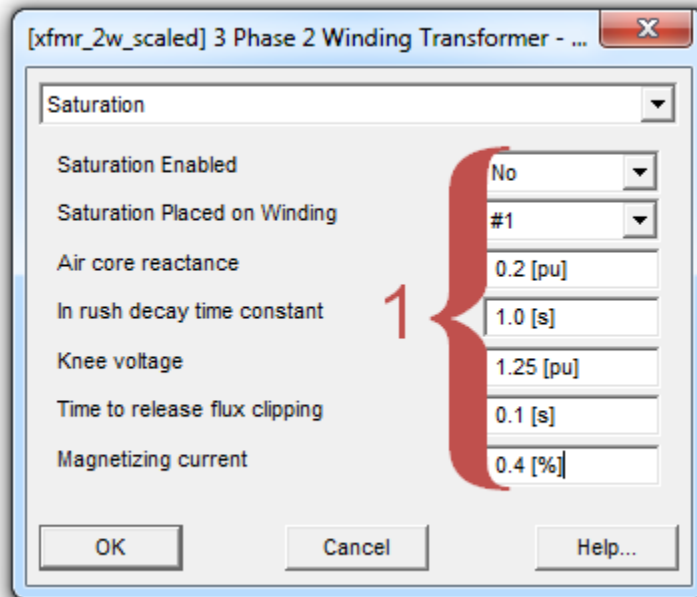 [xfmr_2w_scaled] 3 Phase 2 Winding Transformer - ...
X
Saturation
Saturation Enabled No
Saturation Placed on Winding #1
Air core reactance 0.2 [pu]
In rush decay time constant 1.0 [s]
Knee voltage 1.25 [pu]
Time to release flux clipping 0.1 [s]
Magnetizing current 0.4 [%]
1
OK Cancel Help...